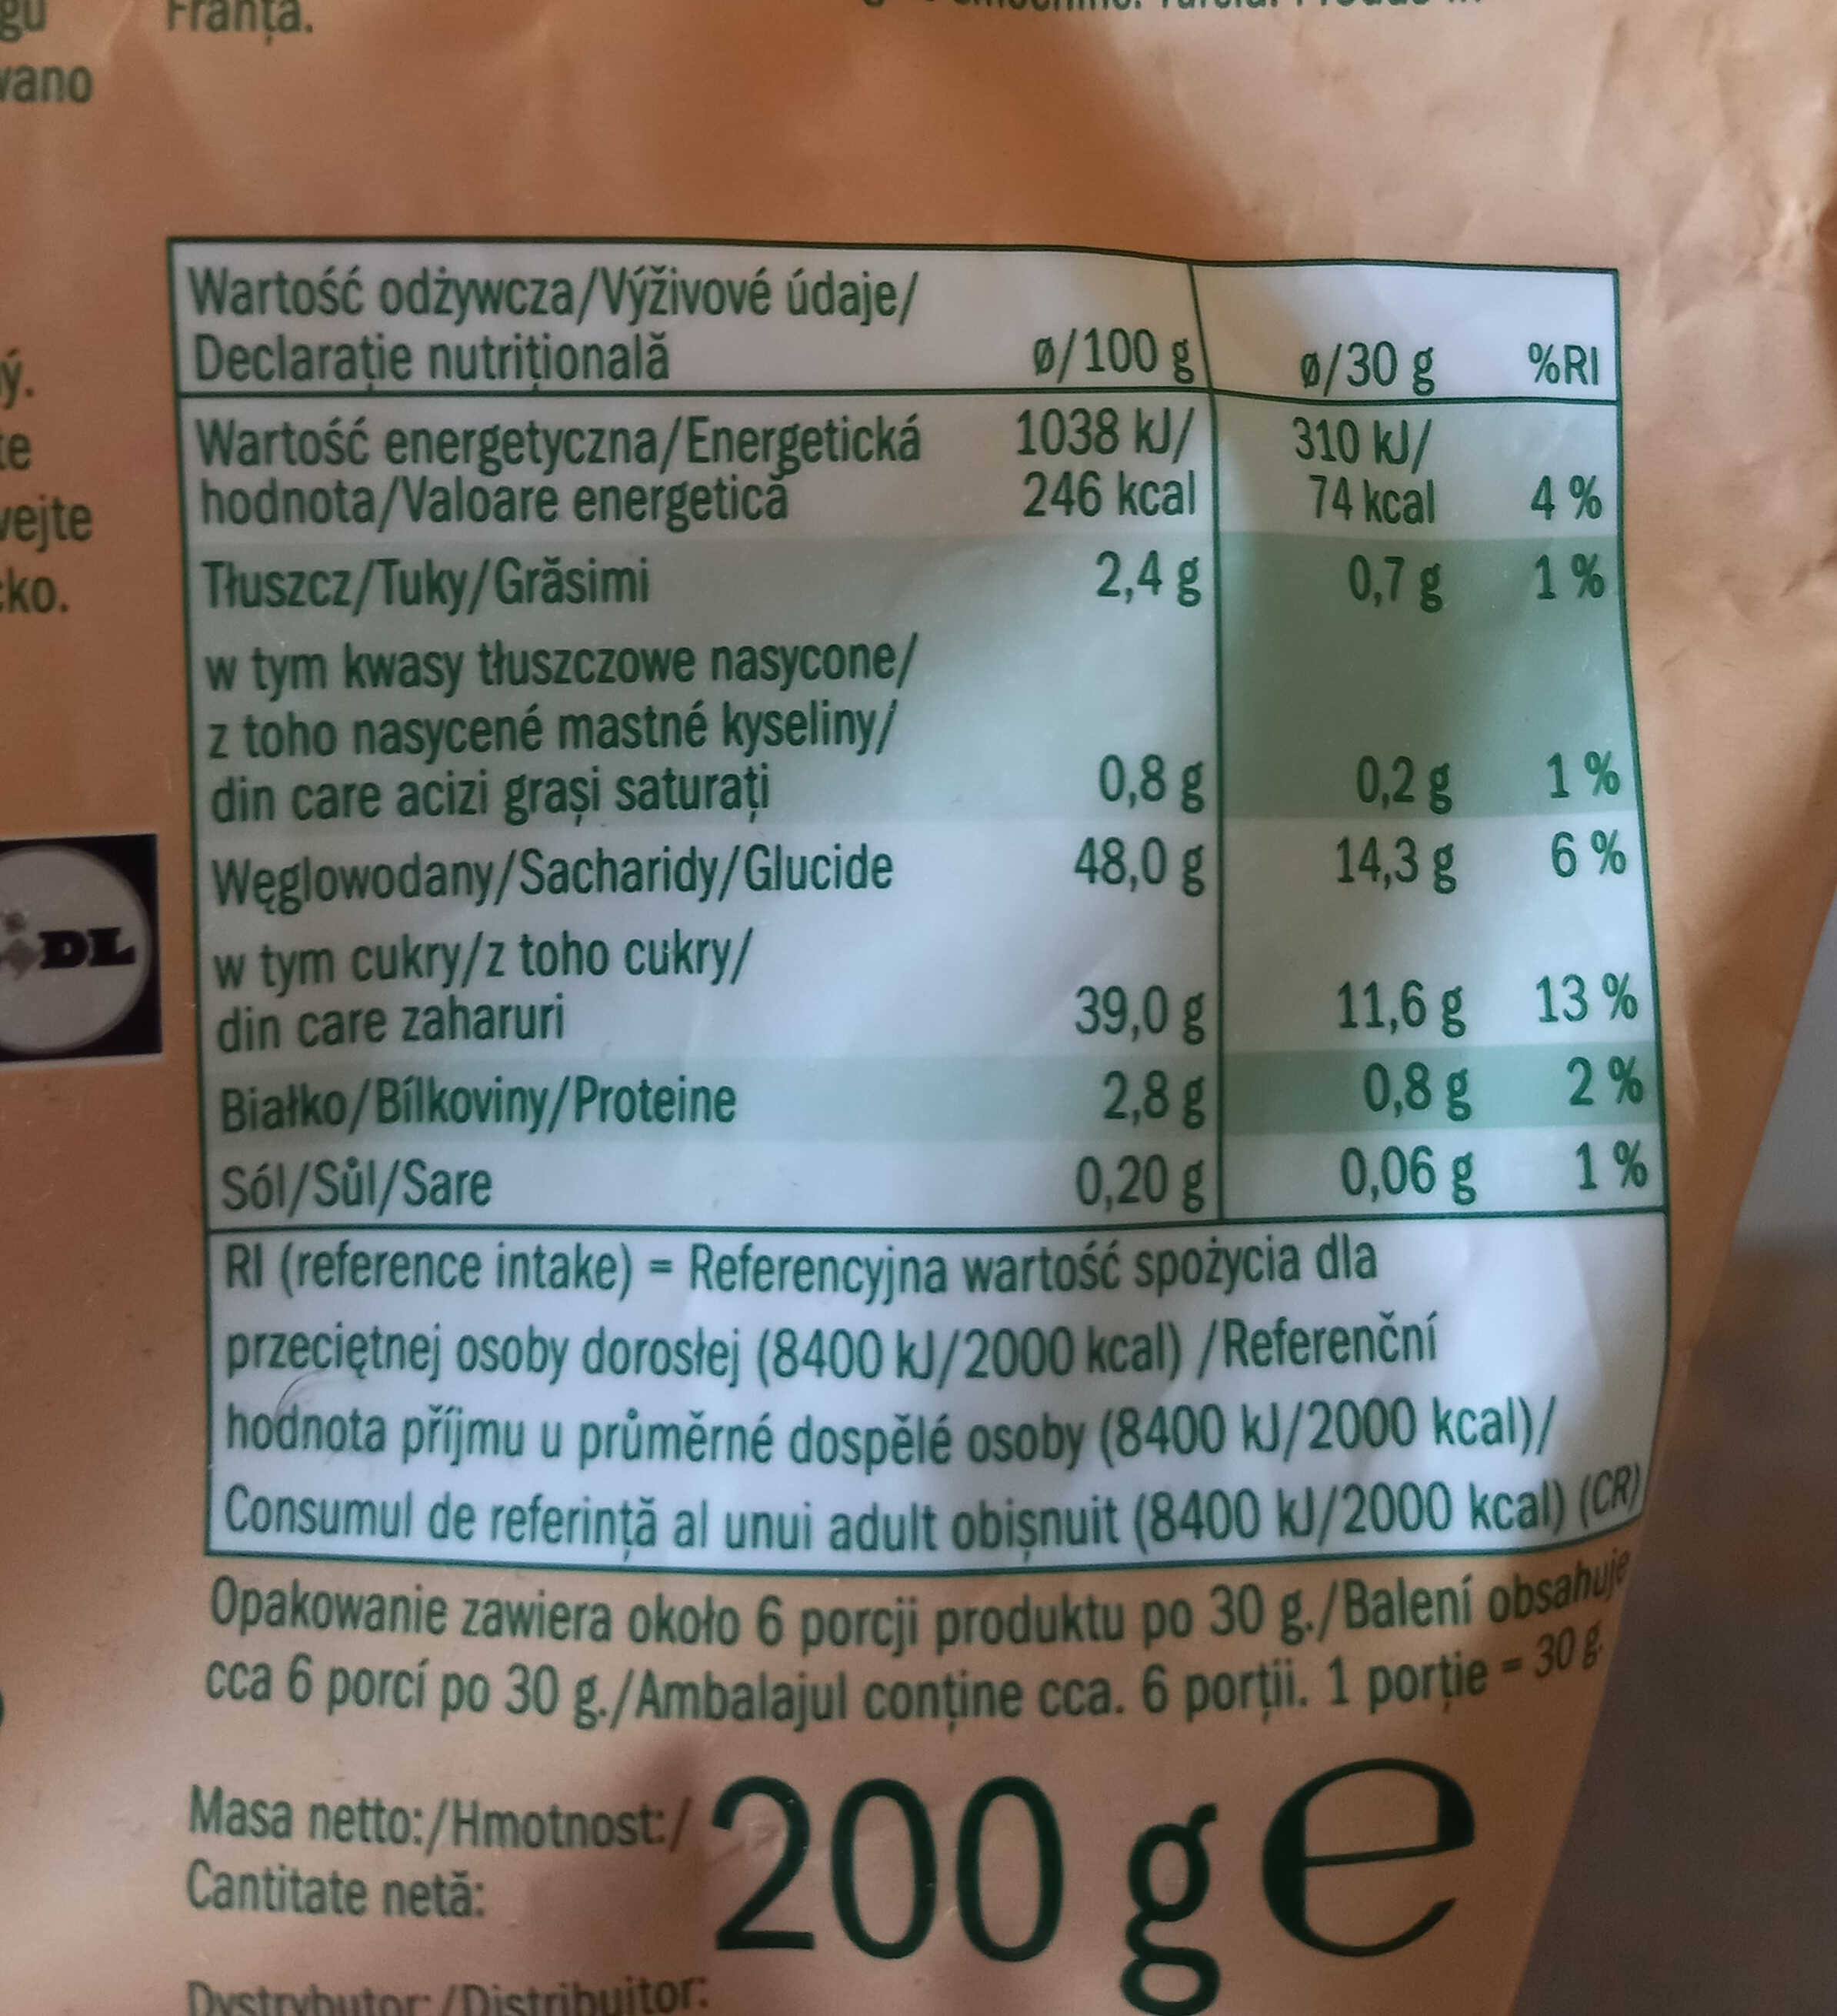 Franța.
wano
Wartość odżywcza/Výživové údaje/
Declarație nutrițională ø/100 g ø/30 g %RI
Wartość energetyczna/Energetická 1038 kJ/ 310 kJ/
hodnota/Valoare energetică 246 kcal 74 kcal 4 %
Tłuszcz/Tuky/Grăsimi 2,4 g 0,7 g 1 %
w tym kwasy tłuszczowe nasycone/
z toho nasycené mastné kyseliny/
din care acizi grași saturați 0,8 g 0,2 g 1 %
Węglowodany/Sacharidy/Glucide 48,0 g 14,3 g 6 %
w tym cukry/z toho cukry/
din care zaharuri 39,0 g 11,6 g 13 %
Białko/Bílkoviny/Proteine 2,8 g 0,8 g 2 %
Sól/Sůl/Sare 0,20 g 0,06 g 1 %
RI (reference intake) = Referencyjna wartość spożycia dla
przeciętnej osoby dorosłej (8400 kJ/2000 kcal) /Referenční
hodnota příjmu u průměrné dospělé osoby (8400 kJ/2000 kcal)/
Consumul de referință al unui adult obișnuit (8400 kJ/2000 kcal) (CR)
Opakowanie zawiera około 6 porcji produktu po 30 g./Balení obsahuje
cca 6 porcí po 30 g./Ambalajul conține cca. 6 porții. 1 porție = 30 g.
Masa netto:/Hmotnost:/
Cantitate netă: 200 g e
Dystrybutor:/Distribuitor: